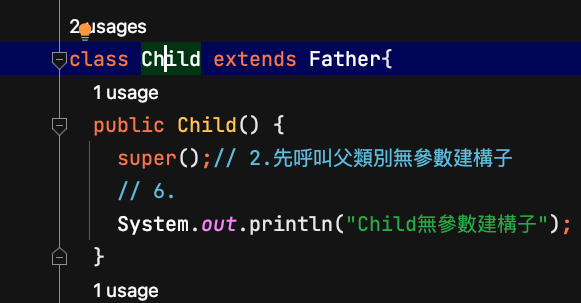 2 usages
class Child extends Father{
1 usage
public Child() {
super();// 2.先呼叫父類別無參數建構子
// 6.
System.out.println("Child無參數建構子");
}
1 usage